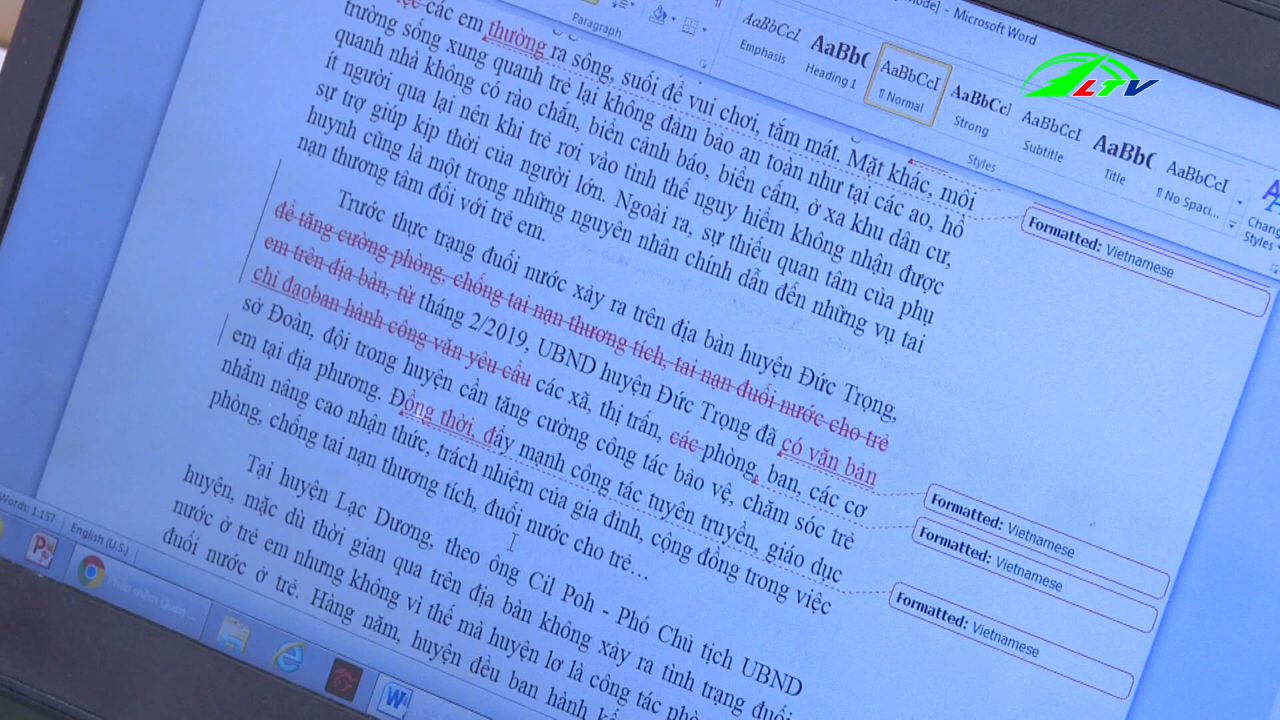 Mode] - Microsoft Word
LTV
Paragraph
AaBbCcL
Emphasis
AaBbC
Heading 1
AaBbCcI
¶ Normal
AaBbCcl
Strong
AaBbCcL
Subtitle
AaBbC
Title
AaBbCcI
¶ No Spaci...
Styles
Styles
các em thường ra sông, suối để vui chơi, tắm mát. Mặt khác, môi
trường sống xung quanh trẻ lại không đảm bảo an toàn như tại các ao, hồ
quanh nhà không có rào chắn, biển cảnh báo, biển cấm, ở xa khu dân cư,
ít người qua lại nên khi trẻ rơi vào tình thế nguy hiểm không nhận được
sự trợ giúp kịp thời của người lớn. Ngoài ra, sự thiếu quan tâm của phụ
huynh cũng là một trong những nguyên nhân chính dẫn đến những vụ tai
nạn thương tâm đối với trẻ em.
Trước thực trạng đuối nước xảy ra trên địa bàn huyện Đức Trọng,
để tăng cường phòng, chống tai nạn thương tích, tai nạn đuối nước cho trẻ
em trên địa bàn, từ tháng 2/2019, UBND huyện Đức Trọng đã có văn bản
chỉ đạoban hành công văn yêu cầu các xã, thị trấn, các phòng, ban, các cơ
sở Đoàn, đội trong huyện cần tăng cường công tác bảo vệ, chăm sóc trẻ
em tại địa phương. Đồng thời, đẩy mạnh công tác tuyên truyền, giáo dục
nhằm nâng cao nhận thức, trách nhiệm của gia đình, cộng đồng trong việc
phòng, chống tai nạn thương tích, đuối nước cho trẻ...
Tại huyện Lạc Dương, theo ông Cil Poh - Phó Chủ tịch UBND
huyện, mặc dù thời gian qua trên địa bàn không xảy ra tình trạng đuối
nước ở trẻ em nhưng không vì thế mà huyện lơ là công tác
đuối nước ở trẻ. Hàng năm, huyện đều ban hành
Formatted: Vietnamese
Formatted: Vietnamese
Formatted: Vietnamese
Formatted: Vietnamese
Words: 1.157
English (U.S.)